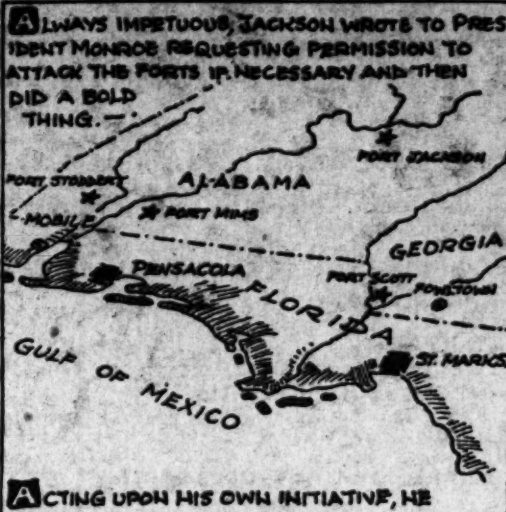 ALWAYS IMPETUOUS, JACKSON WROTE TO PRES-
IDENT MONROE REQUESTING PERMISSION TO
ATTACK THE FORTS IF NECESSARY AND THEN
DID A BOLD
THING.—
FORT JACKSON
FORT STODDERT
ALABAMA
FORT MIMS
MOBILE
GEORGIA
PENSACOLA
FORT SCOTT
FOWLTOWN
FLORIDA
ST. MARKS
GULF OF MEXICO
ACTING UPON HIS OWN INITIATIVE, HE